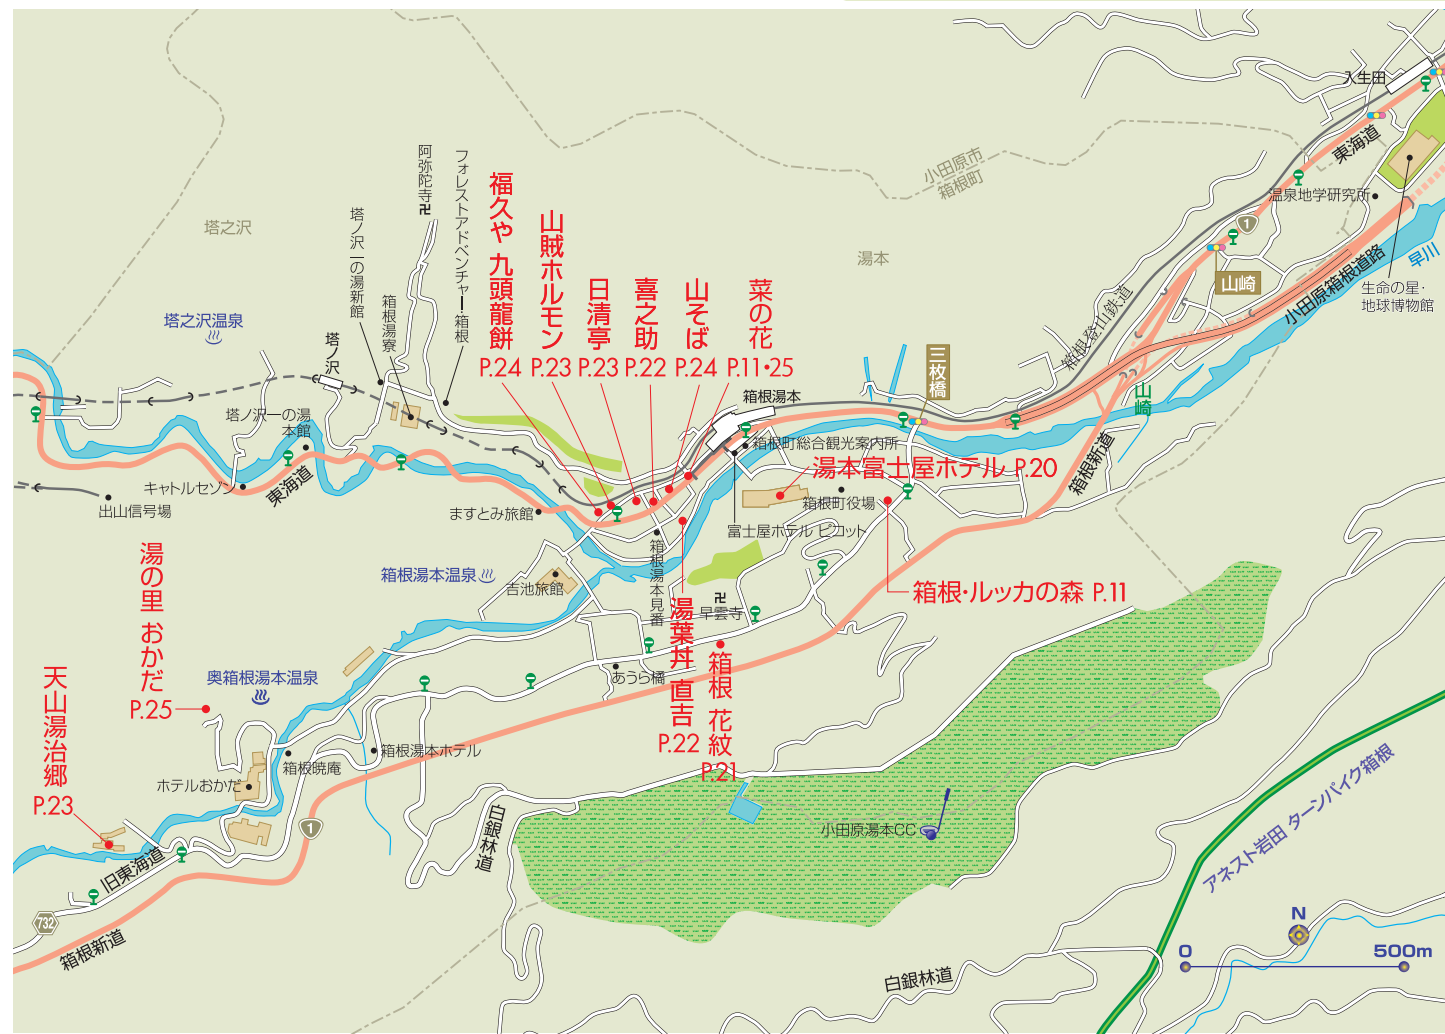 入生田
東海道
小田原市
箱根町
温泉地学研究所
1
早川
塔之沢
湯本
山崎
小田原箱根道路
生命の星・
地球博物館
箱根登山鉄道
三枚橋
山崎
箱根新道
阿弥陀寺卍
フォレストアドベンチャー箱根
塔ノ沢一の湯新館
箱根湯寮
塔之沢温泉
塔ノ沢
福久や 九頭龍餅
P.24
山賊ホルモン
P.23
日清亭
P.23
喜之助
P.22
山そば
P.24
菜の花
P.11・25
箱根湯本
箱根町総合観光案内所
湯本富士屋ホテル P.20
箱根町役場
富士屋ホテル ピコット
塔ノ沢一の湯
本館
キャトルセゾン
東海道
出山信号場
ますとみ旅館
箱根湯本温泉
吉池旅館
箱根湯本見番
卍
早雲寺
箱根・ルッカの森 P.11
湯葉丼 直吉
P.22
箱根 花紋
P.21
あうら橘
湯の里 おかだ
P.25
奥箱根湯本温泉
天山湯治郷
P.23
ホテルおかだ
箱根暁庵
箱根湯本ホテル
1
旧東海道
732
箱根新道
白銀林道
小田原湯本CC
アネスト岩田 ターンパイク箱根
白銀林道
N
0
500m